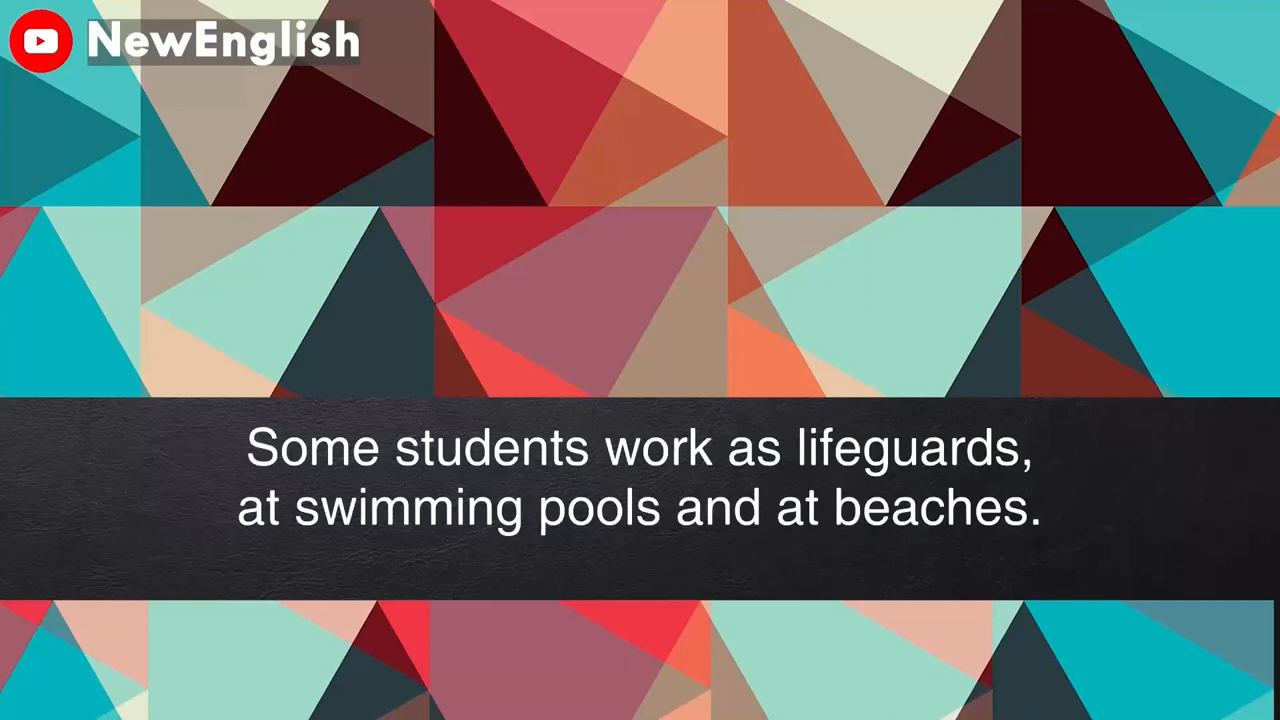 NewEnglish
Some students work as lifeguards,
at swimming pools and at beaches.